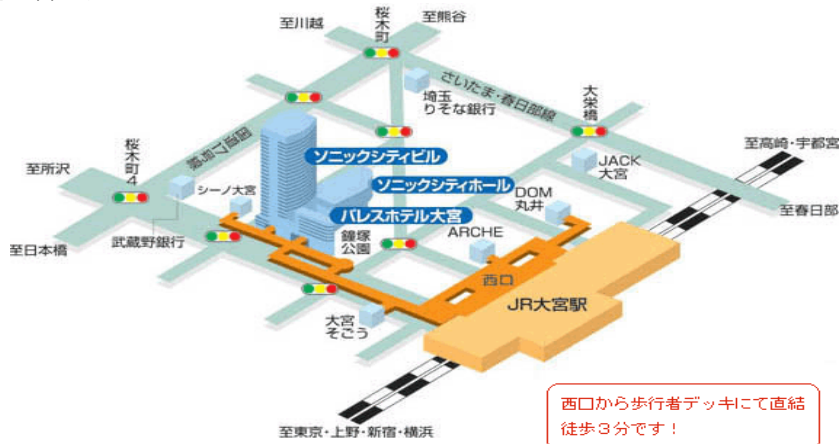 至川越
桜木
町
至熊谷
さいたま・春日部線
埼玉
りそな銀行
大栄
橋
至高崎・宇都宮
国道17号線
桜木
町
4
至所沢
ソニックシティビル
ソニックシティホール
パレスホテル大宮
シーノ大宮
JACK
大宮
DOM
丸井
至春日部
武蔵野銀行
至日本橋
鐘塚
公園
ARCHE
西口
JR大宮駅
大宮
そごう
至東京・上野・新宿・横浜
西口から歩行者デッキにて直結
徒歩3分です！